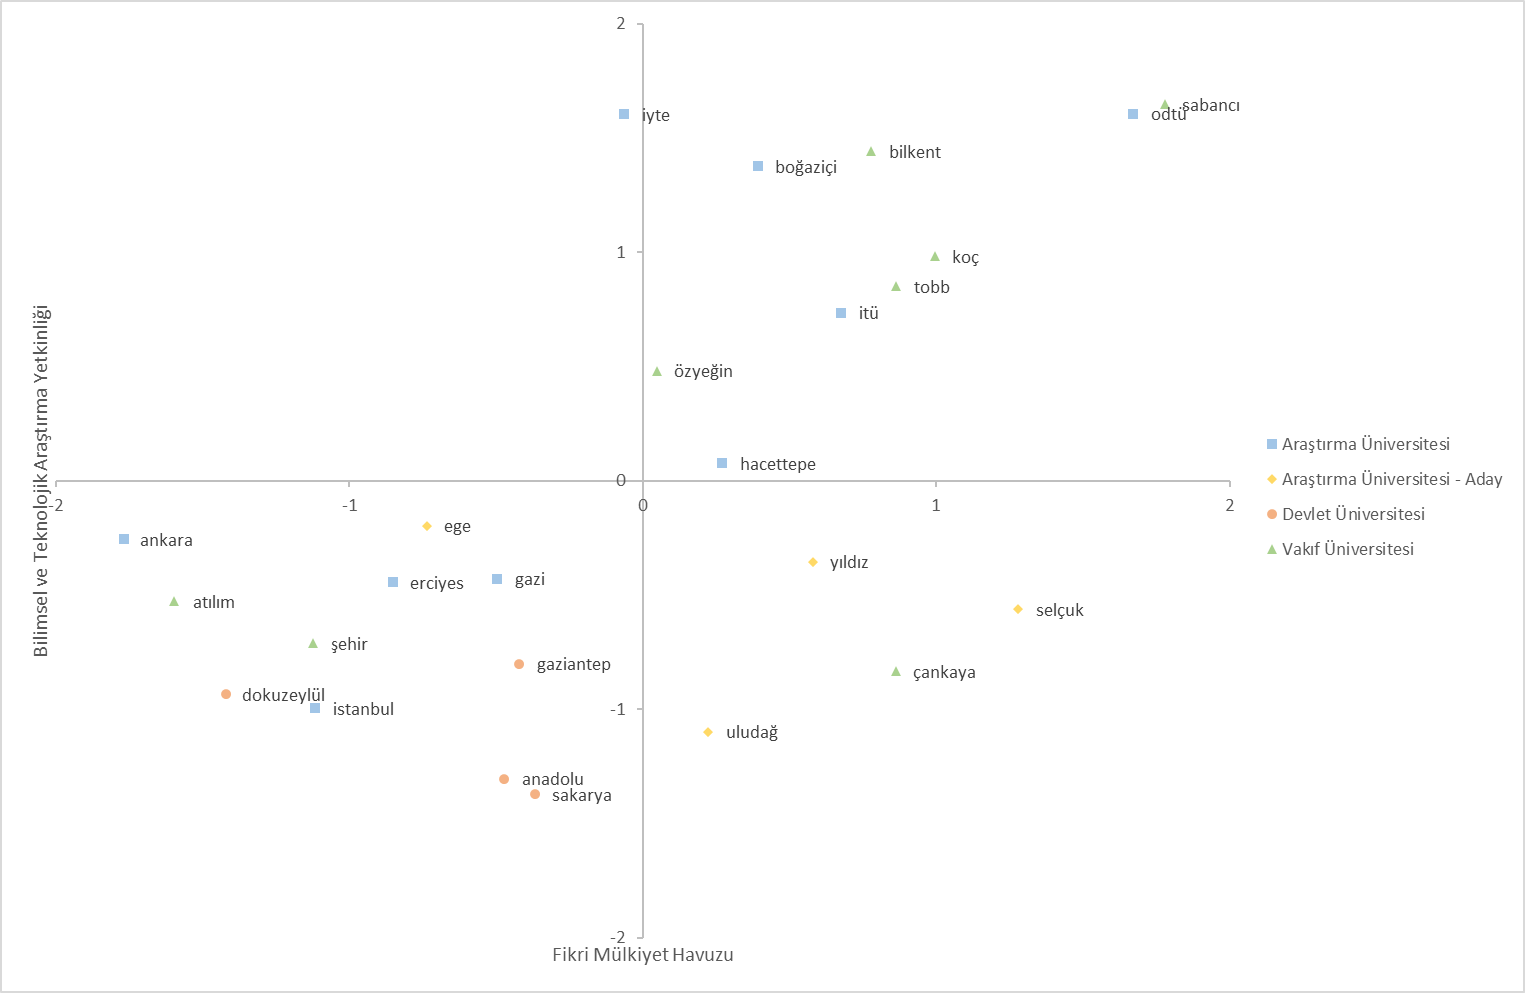 2
sabancı
odtü
iyte
bilkent
boğaziçi
1
koç
tobb
itü
özyeğin
hacettepe
0
-2
-1
0
1
2
ege
ankara
yıldız
erciyes
gazi
atılım
selçuk
şehir
gaziantep
çankaya
dokuzeylül
istanbul
-1
uludağ
anadolu
sakarya
-2
Fikri Mülkiyet Havuzu
Bilimsel ve Teknolojik Araştırma Yetkinliği
Araştırma Üniversitesi
Araştırma Üniversitesi - Aday
Devlet Üniversitesi
Vakıf Üniversitesi